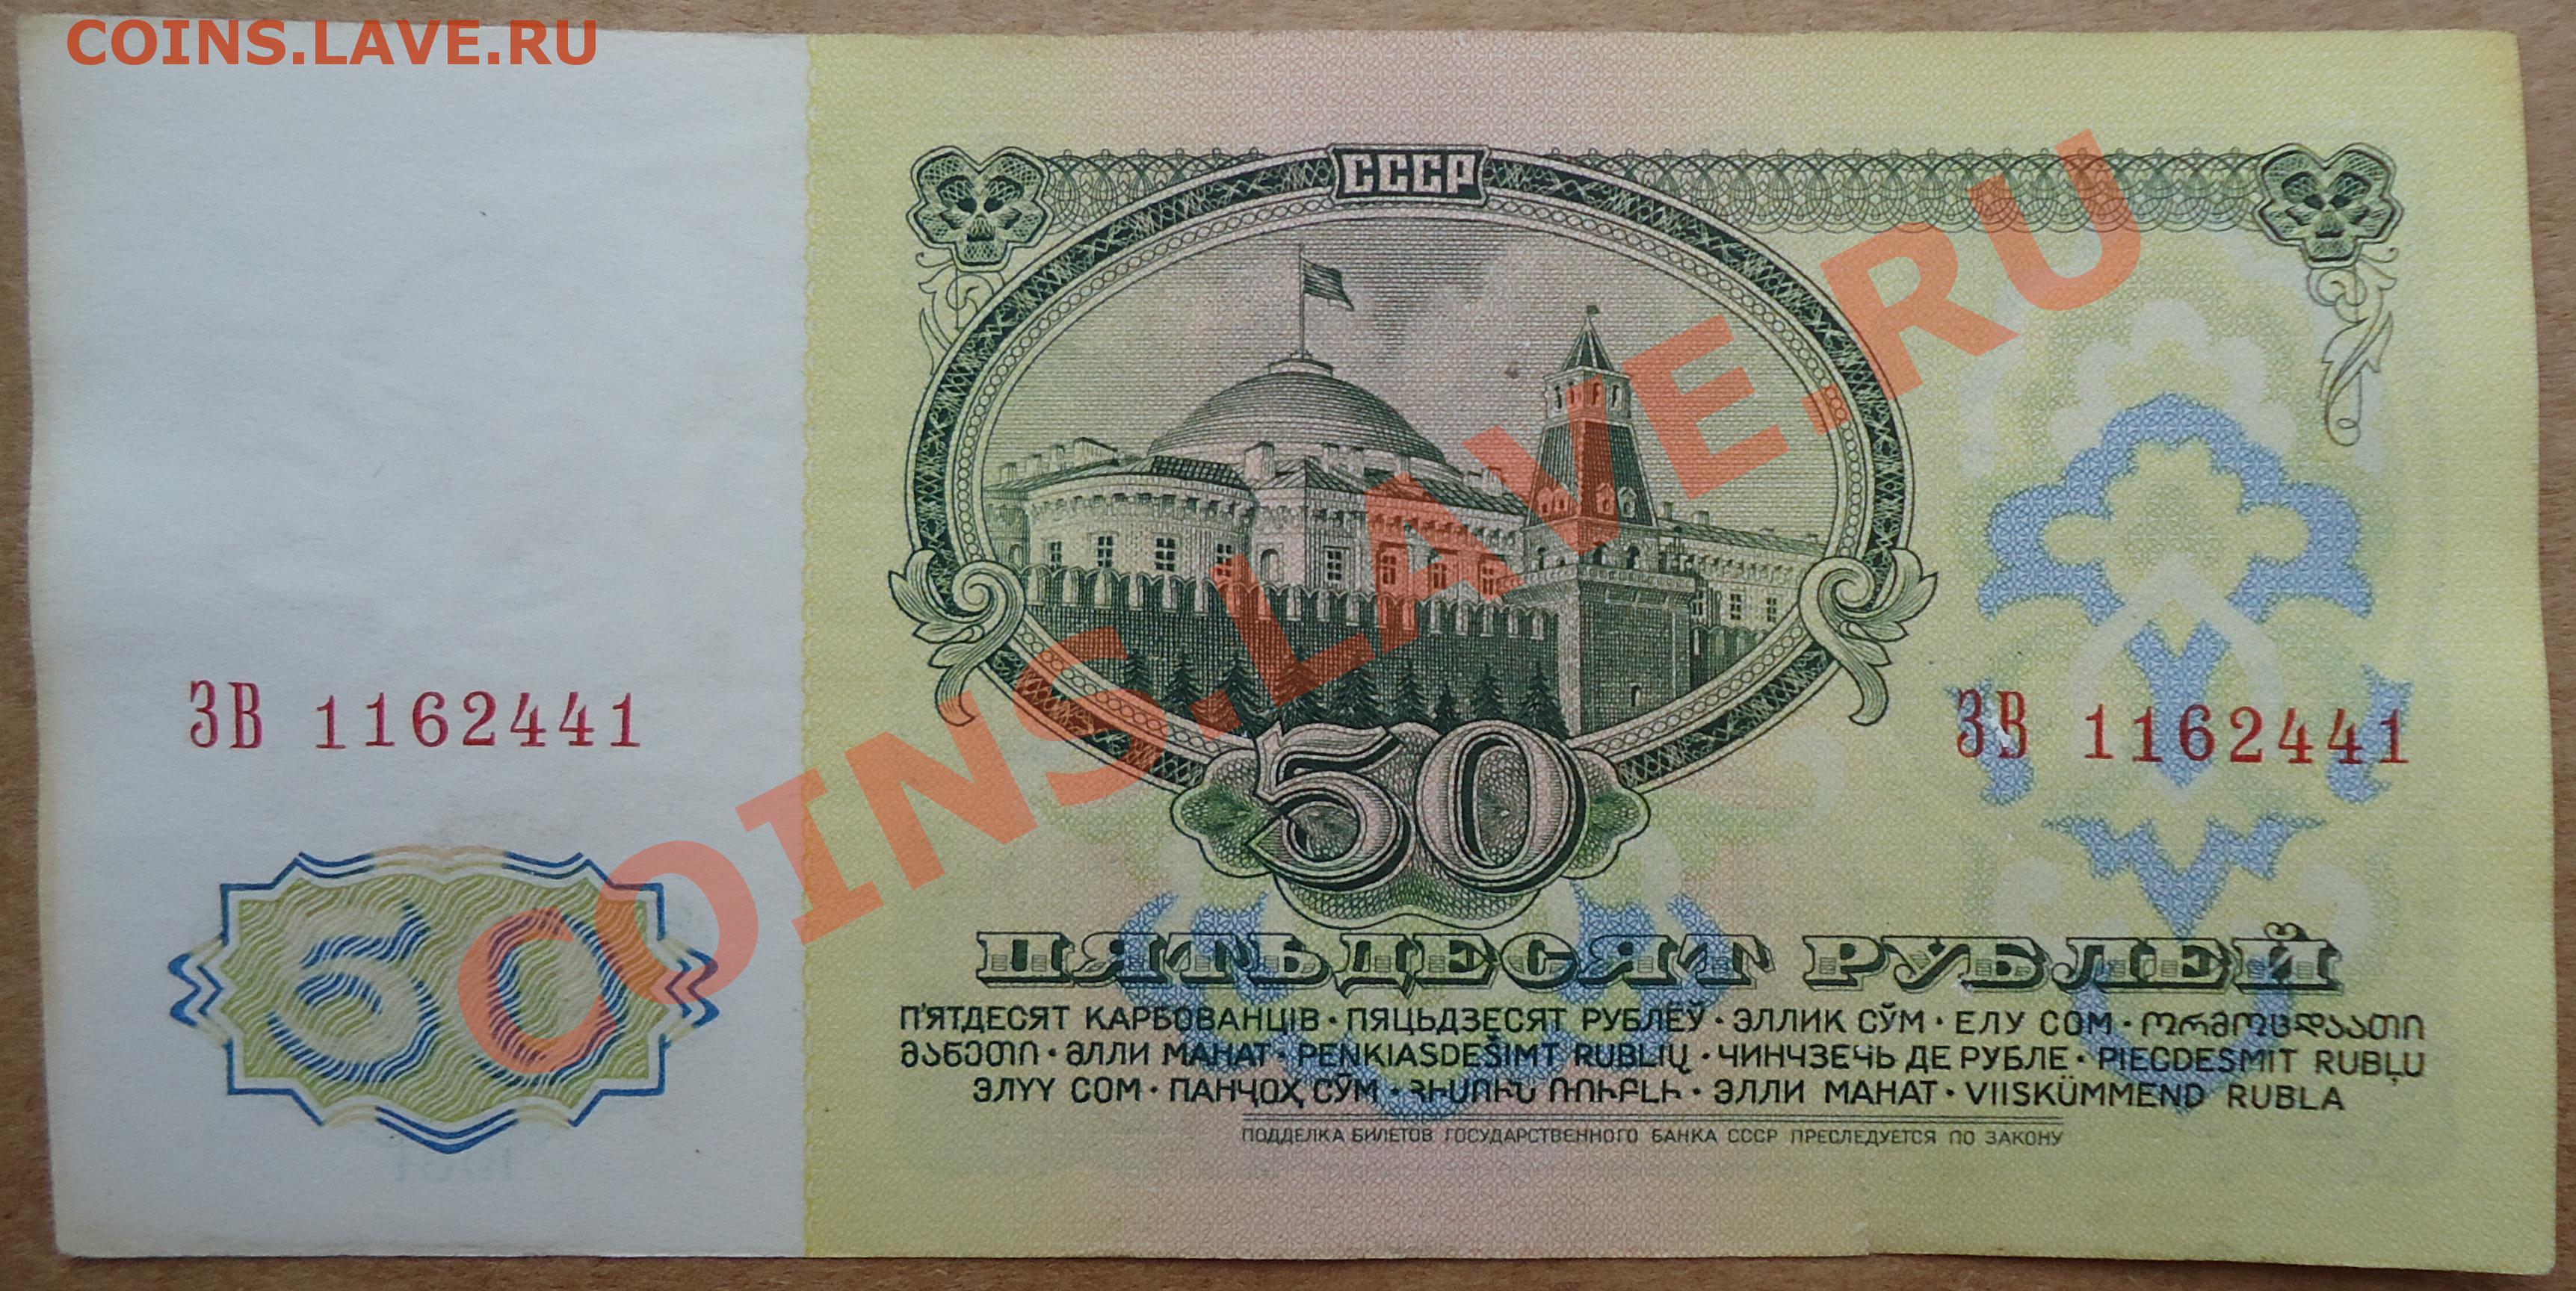 COINS.LAVE.RU
СССР
ЗВ 1162441
ЗВ 1162441
50
50
ПЯТЬДЕСЯТ РУБЛЕЙ
П'ЯТДЕСЯТ КАРБОВАНЦІВ · ПЯЦЬДЗЕСЯТ РУБЛЁЎ · ЭЛЛИК СЎМ · ЕЛУ СОМ · ორმოცდაათი
მანეთი · ӘЛЛИ МАНАТ · PENKIASDEŠIMT RUBLIŲ · ЧИНЧЗЕЧЬ ДЕ РУБЛЕ · PIECDESMIT RUBĻU
ЭЛҮҮ СОМ · ПАНҶОҲ СӮМ · ՀԻՍՈՒՆ ՌՈՒԲԼԻ · ЭЛЛИ МАНАТ · VIISKÜMMEND RUBLA
ПОДДЕЛКА БИЛЕТОВ ГОСУДАРСТВЕННОГО БАНКА СССР ПРЕСЛЕДУЕТСЯ ПО ЗАКОНУ
COINS.LAVE.RU